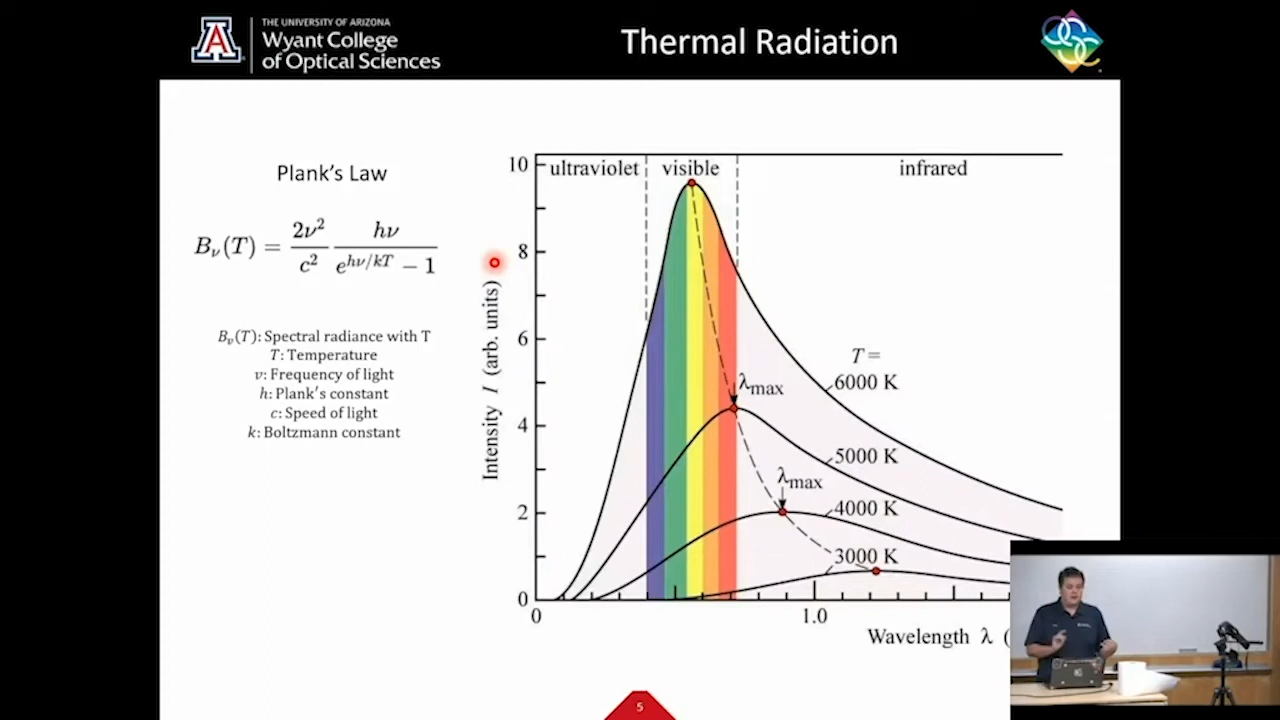 THE UNIVERSITY OF ARIZONA
Wyant College
of Optical Sciences
Thermal Radiation
Plank's Law
B_ν(T) = 2ν²/c² hν/(e^{hν/kT} − 1)
B_ν(T): Spectral radiance with T
T: Temperature
ν: Frequency of light
h: Plank's constant
c: Speed of light
k: Boltzmann constant
ultraviolet
visible
infrared
Intensity I (arb. units)
10
8
6
4
2
0
T =
6000 K
λmax
5000 K
λmax
4000 K
3000 K
0
1.0
Wavelength λ (
5